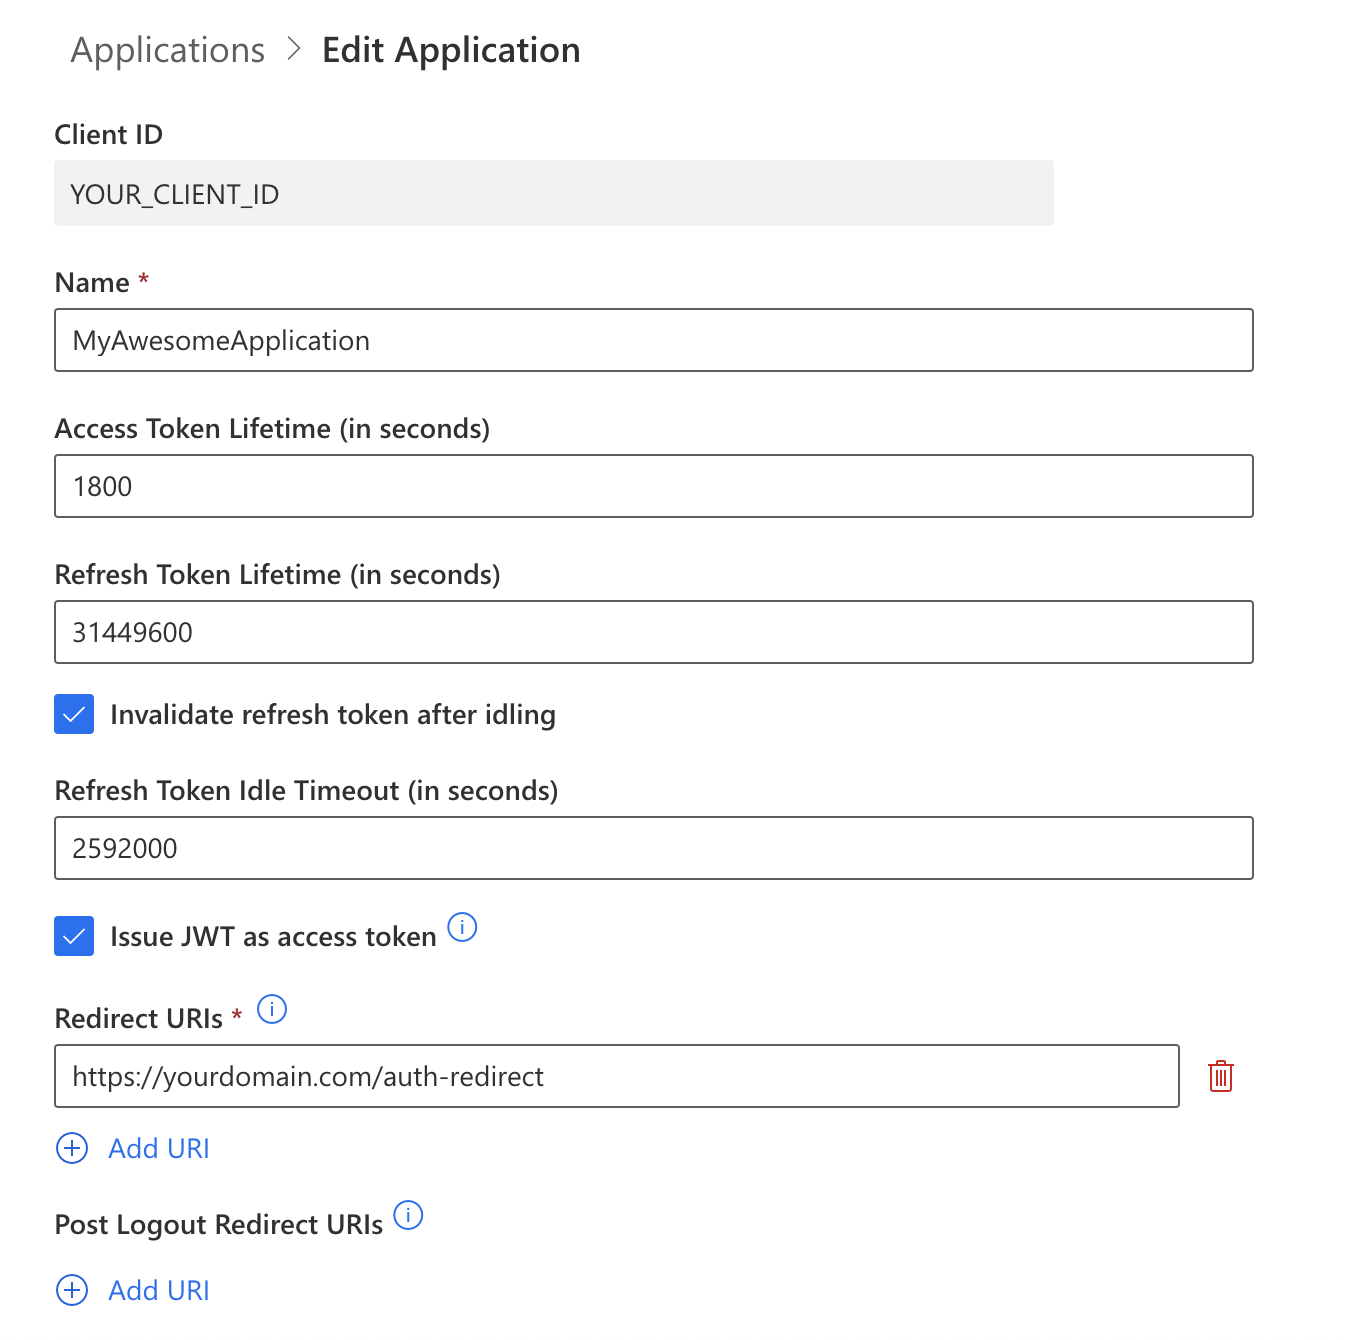 Applications > Edit Application
Client ID
YOUR_CLIENT_ID
Name *
MyAwesomeApplication
Access Token Lifetime (in seconds)
1800
Refresh Token Lifetime (in seconds)
31449600
Invalidate refresh token after idling
Refresh Token Idle Timeout (in seconds)
2592000
Issue JWT as access token
Redirect URIs *
https://yourdomain.com/auth-redirect
Add URI
Post Logout Redirect URIs
Add URI